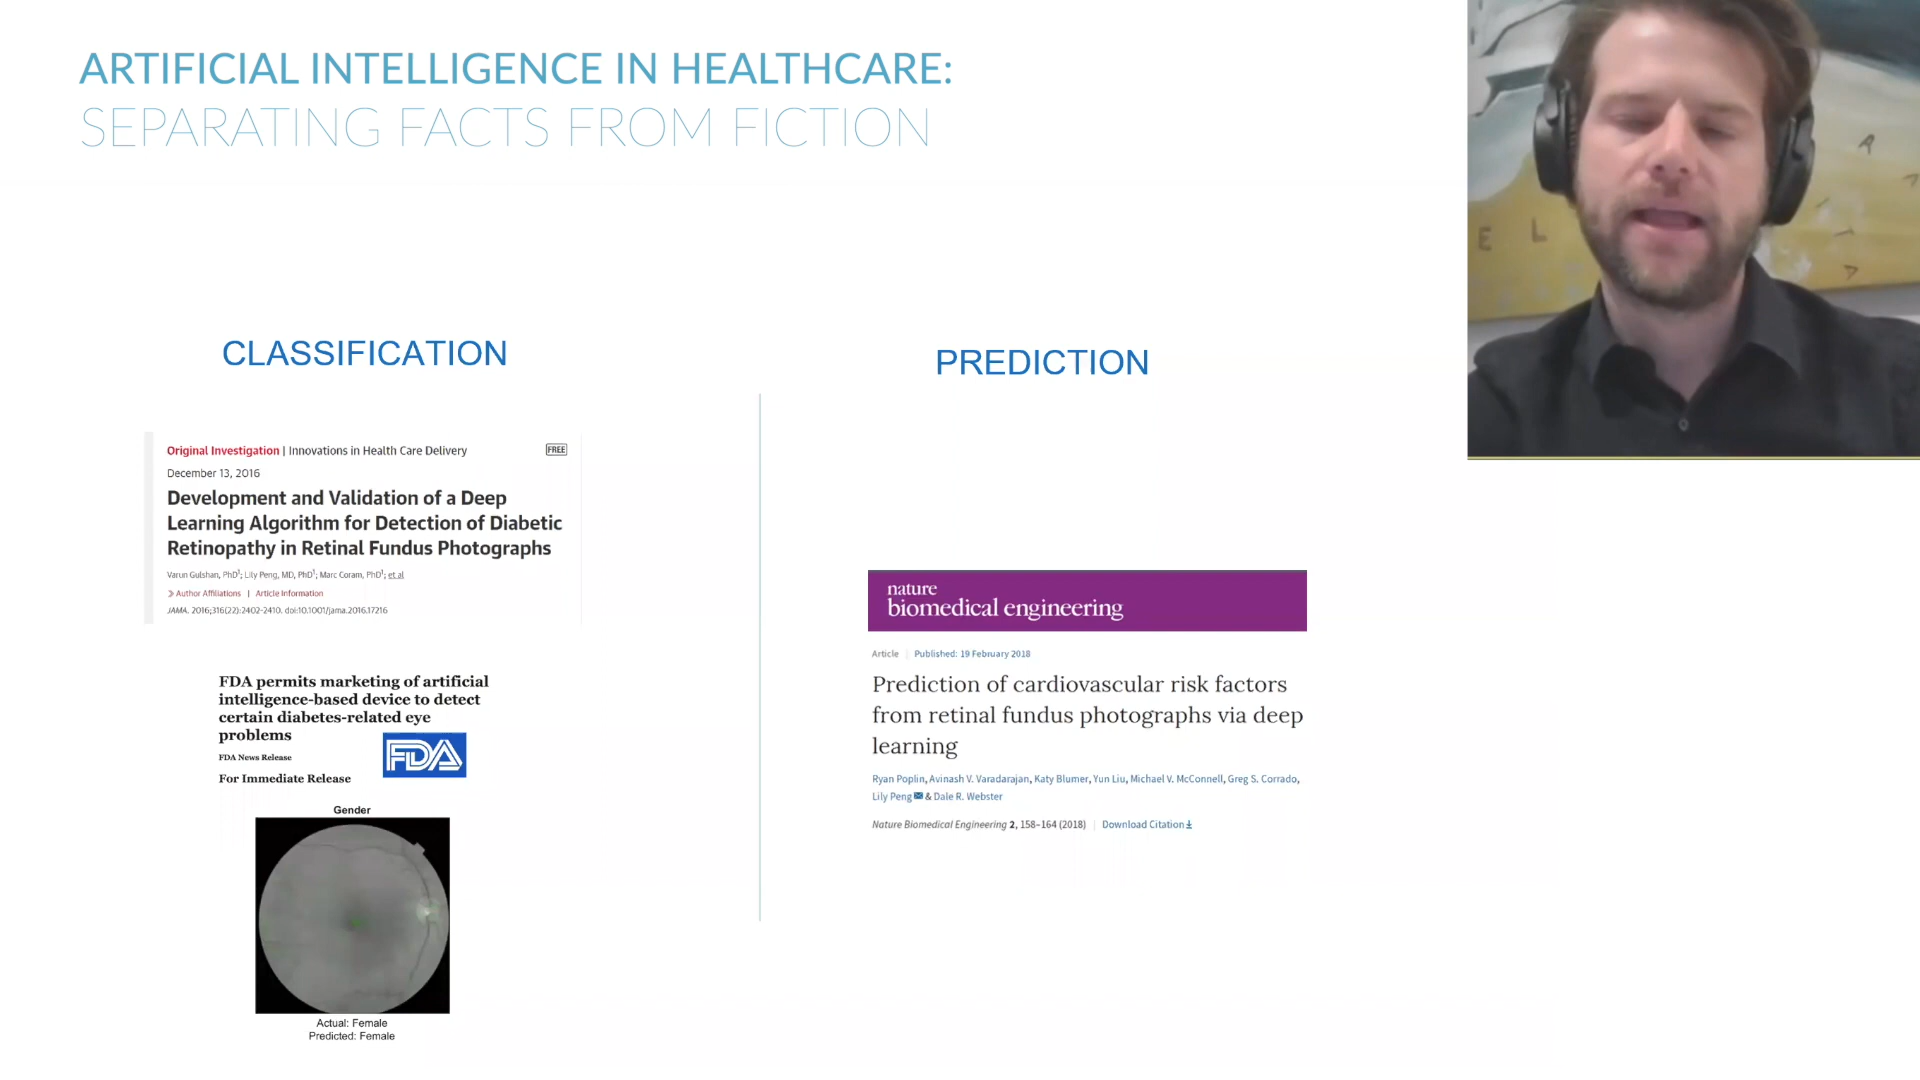 ARTIFICIAL INTELLIGENCE IN HEALTHCARE:
SEPARATING FACTS FROM FICTION
CLASSIFICATION
Original Investigation | Innovations in Health Care Delivery
FREE
December 13, 2016
Development and Validation of a Deep
Learning Algorithm for Detection of Diabetic
Retinopathy in Retinal Fundus Photographs
Varun Gulshan, PhD1; Lily Peng, MD, PhD1; Marc Coram, PhD1; et al
Author Affiliations | Article Information
JAMA. 2016;316(22):2402-2410. doi:10.1001/jama.2016.17216
FDA permits marketing of artificial
intelligence-based device to detect
certain diabetes-related eye
problems
FDA News Release
FDA
For Immediate Release
Gender
Actual: Female
Predicted: Female
PREDICTION
nature
biomedical engineering
Article | Published: 19 February 2018
Prediction of cardiovascular risk factors
from retinal fundus photographs via deep
learning
Ryan Poplin, Avinash V. Varadarajan, Katy Blumer, Yun Liu, Michael V. McConnell, Greg S. Corrado,
Lily Peng & Dale R. Webster
Nature Biomedical Engineering 2, 158–164 (2018) | Download Citation
E L
A